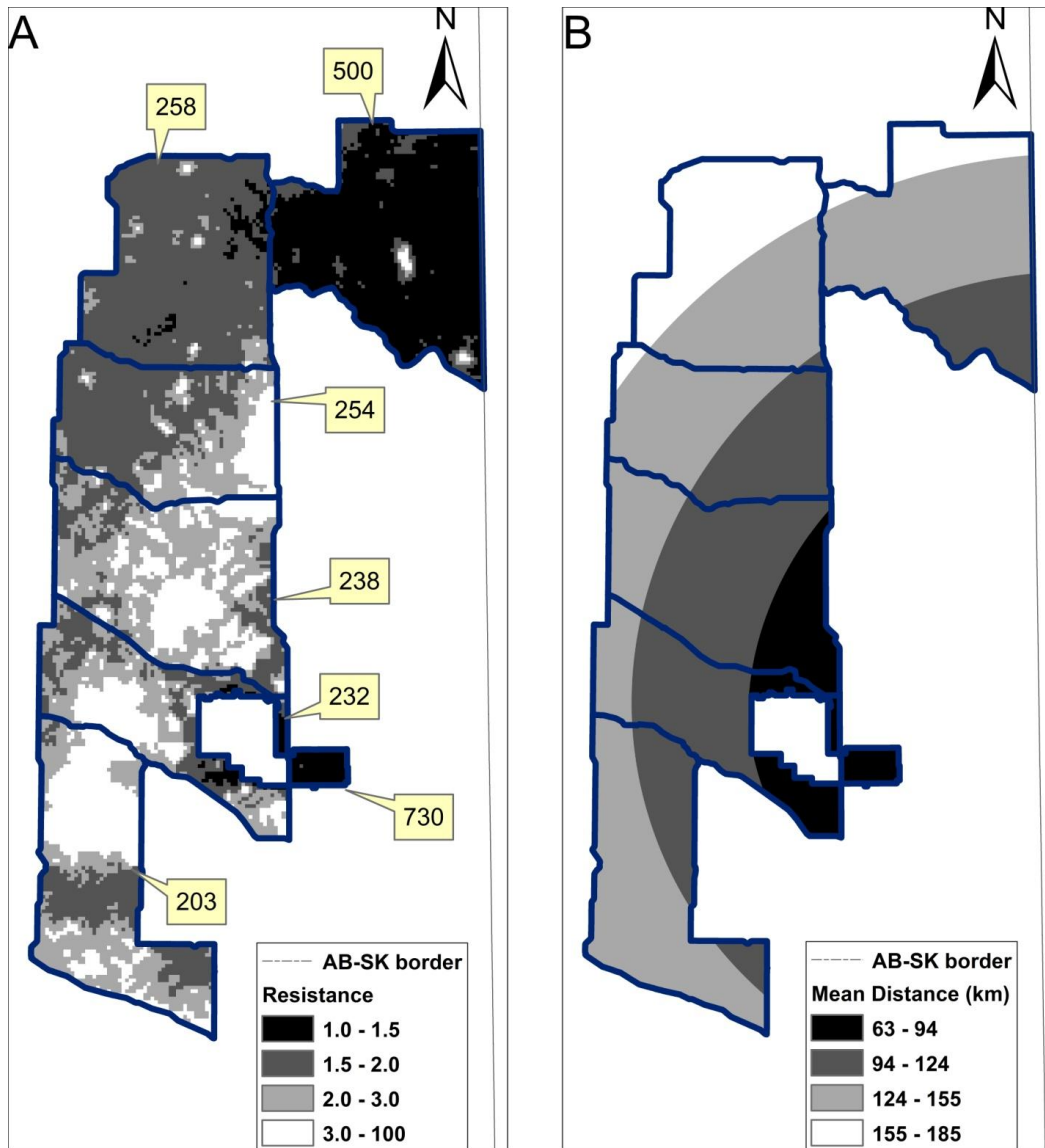 A
N
500
258
254
238
232
730
203
AB-SK border
Resistance
1.0 - 1.5
1.5 - 2.0
2.0 - 3.0
3.0 - 100
B
N
AB-SK border
Mean Distance (km)
63 - 94
94 - 124
124 - 155
155 - 185